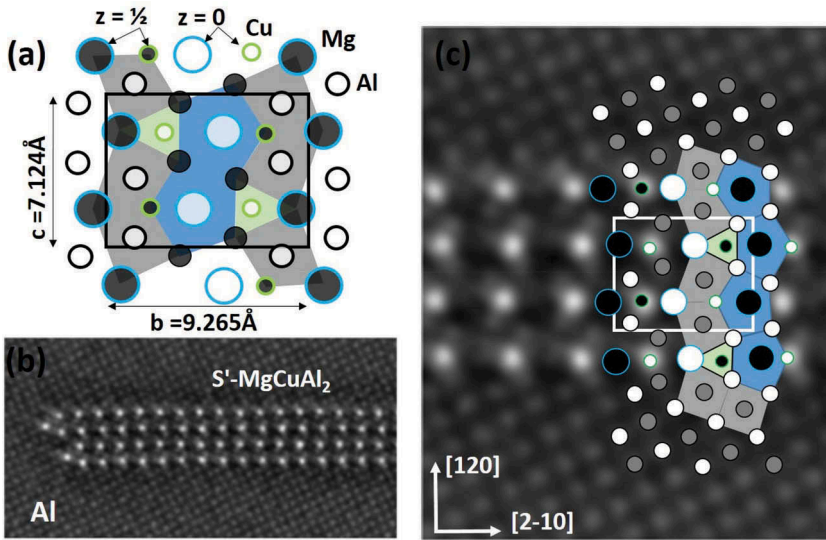 (a)
z = ½
z = 0
Cu
Mg
Al
c =7.124Å
b =9.265Å
(b)
S'-MgCuAl₂
Al
(c)
[120]
[2-10]